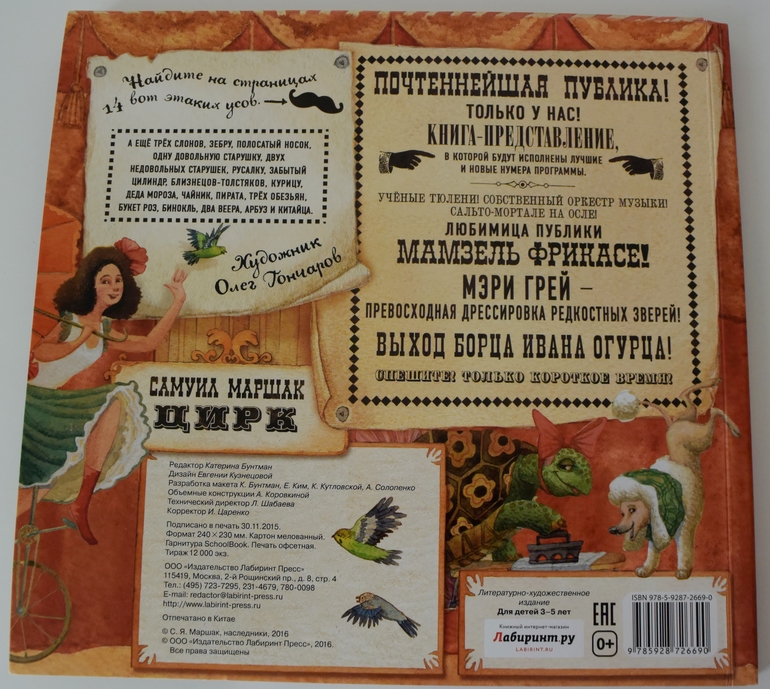 Найдите на страницах
14 вот этаких усов.
А ЕЩЁ ТРЁХ СЛОНОВ, ЗЕБРУ, ПОЛОСАТЫЙ НОСОК,
ОДНУ ДОВОЛЬНУЮ СТАРУШКУ, ДВУХ
НЕДОВОЛЬНЫХ СТАРУШЕК, РУСАЛКУ, ЗАБЫТЫЙ
ЦИЛИНДР, БЛИЗНЕЦОВ-ТОЛСТЯКОВ, КУРИЦУ,
ДЕДА МОРОЗА, ЧАЙНИК, ПИРАТА, ТРЁХ ОБЕЗЬЯН,
БУКЕТ РОЗ, БИНОКЛЬ, ДВА ВЕЕРА, АРБУЗ И КИТАЙЦА.
Художник
Олег Гончаров
ПОЧТЕННЕЙШАЯ ПУБЛИКА!
ТОЛЬКО У НАС!
КНИГА-ПРЕДСТАВЛЕНИЕ,
В КОТОРОЙ БУДУТ ИСПОЛНЕНЫ ЛУЧШИЕ
И НОВЫЕ НУМЕРА ПРОГРАММЫ.
УЧЁНЫЕ ТЮЛЕНИ! СОБСТВЕННЫЙ ОРКЕСТР МУЗЫКИ!
САЛЬТО-МОРТАЛЕ НА ОСЛЕ!
ЛЮБИМИЦА ПУБЛИКИ
МАМЗЕЛЬ ФРИКАСЕ!
МЭРИ ГРЕЙ –
ПРЕВОСХОДНАЯ ДРЕССИРОВКА РЕДКОСТНЫХ ЗВЕРЕЙ!
ВЫХОД БОРЦА ИВАНА ОГУРЦА!
СПЕШИТЕ! ТОЛЬКО КОРОТКОЕ ВРЕМЯ!
САМУИЛ МАРШАК
ЦИРК
Редактор Катерина Бунтман
Дизайн Евгении Кузнецовой
Разработка макета К. Бунтман, Е. Ким, К. Кутловской, А. Солопенко
Объемные конструкции А. Коровкиной
Технический директор Л. Шабаева
Корректор И. Царенко
Подписано в печать 30.11.2015.
Формат 240 × 230 мм. Картон мелованный.
Гарнитура SchoolBook. Печать офсетная.
Тираж 12 000 экз.
ООО «Издательство Лабиринт Пресс»
115419, Москва, 2-й Рощинский пр., д. 8, стр. 4
Тел.: (495) 723-7295, 231-4679, 780-0098
E-mail: redactor@labirint-press.ru
http://www.labirint-press.ru
Отпечатано в Китае
© С. Я. Маршак, наследники, 2016
© ООО «Издательство Лабиринт Пресс», 2016.
Все права защищены
Литературно-художественное
издание
Для детей 3–5 лет
Книжный интернет-магазин
Лабиринт.ру
LABIRINT.RU
EAC
0+
ISBN 978-5-9287-2669-0
9 785928 726690